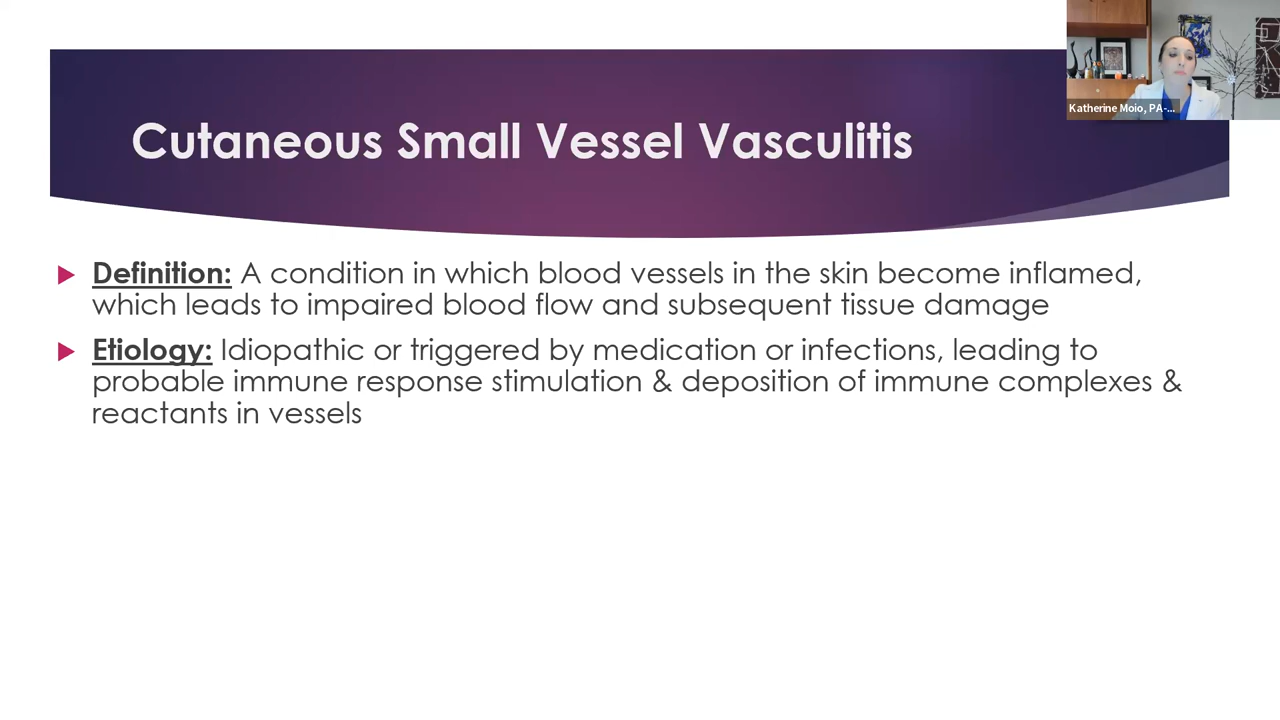 Katherine Moio, PA-...
Cutaneous Small Vessel Vasculitis
Definition: A condition in which blood vessels in the skin become inflamed,
which leads to impaired blood flow and subsequent tissue damage
Etiology: Idiopathic or triggered by medication or infections, leading to
probable immune response stimulation & deposition of immune complexes &
reactants in vessels